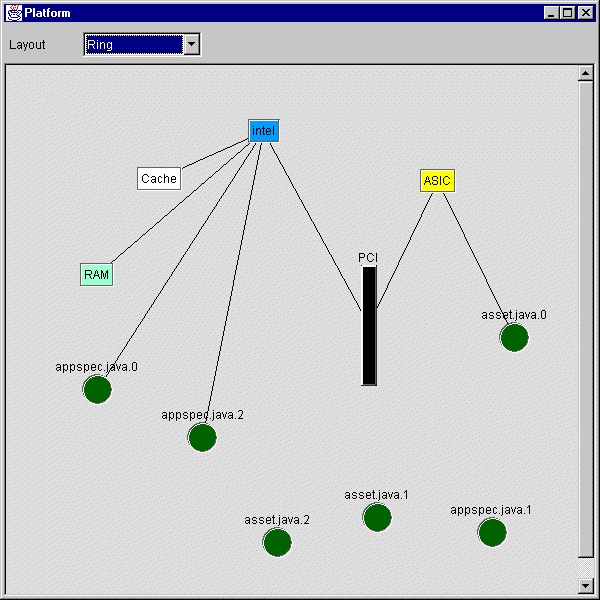 Platform
Layout
Ring
intel
Cache
ASIC
PCI
RAM
asset.java.0
appspec.java.0
appspec.java.2
asset.java.1
appspec.java.1
asset.java.2